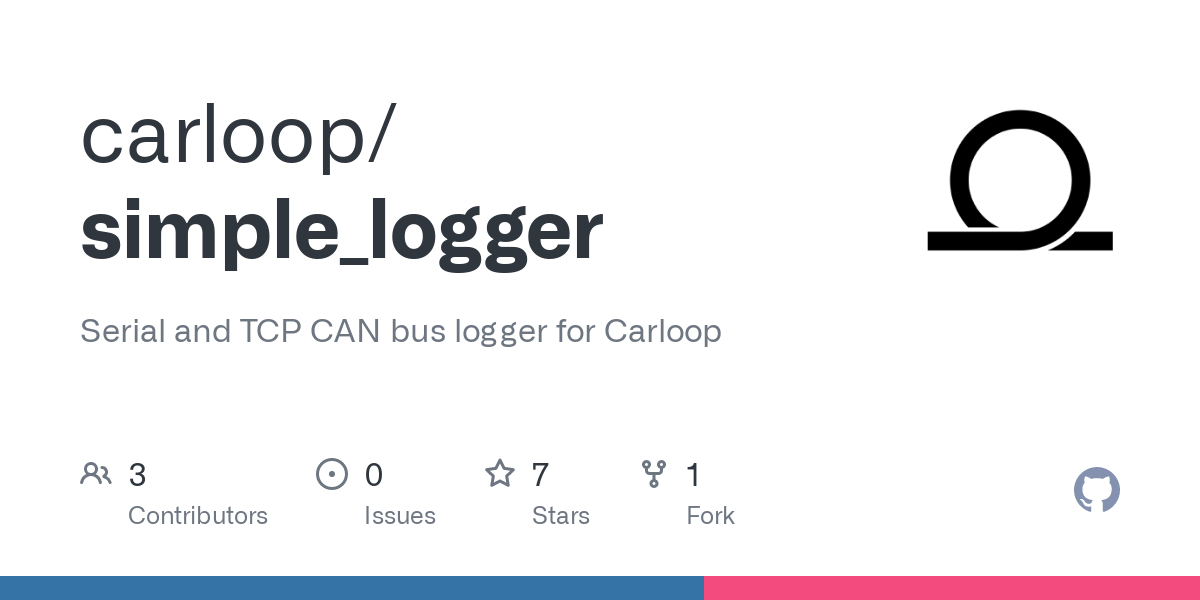 carloop/
simple_logger
Serial and TCP CAN bus logger for Carloop
3 0 7 1
Contributors Issues Stars Fork